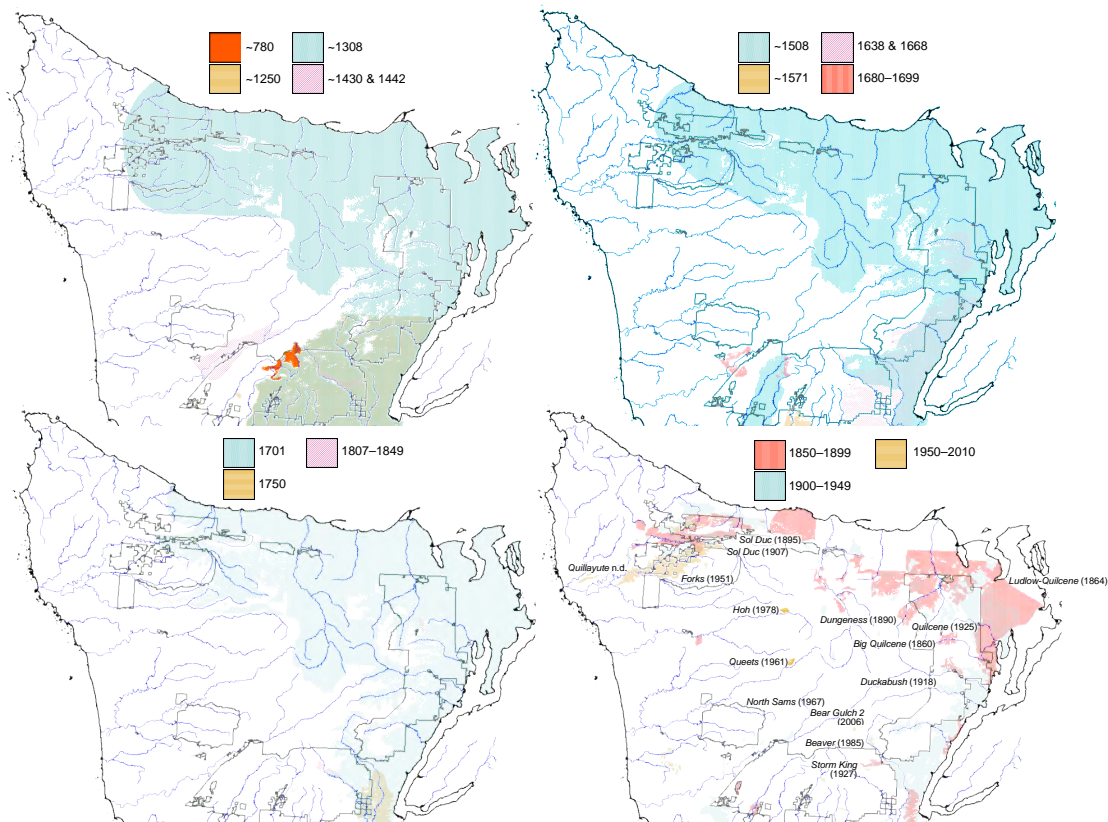 ~780
~1308
~1250
~1430 & 1442
~1508
1638 & 1668
~1571
1680–1699
1701
1807–1849
1750
1850–1899
1950–2010
1900–1949
Sol Duc (1895)
Sol Duc (1907)
Quillayute n.d.
Forks (1951)
Ludlow-Quilcene (1864)
Hoh (1978)
Dungeness (1890)
Quilcene (1925)
Big Quilcene (1860)
Queets (1961)
Duckabush (1918)
North Sams (1967)
Bear Gulch 2
(2006)
Beaver (1985)
Storm King
(1927)